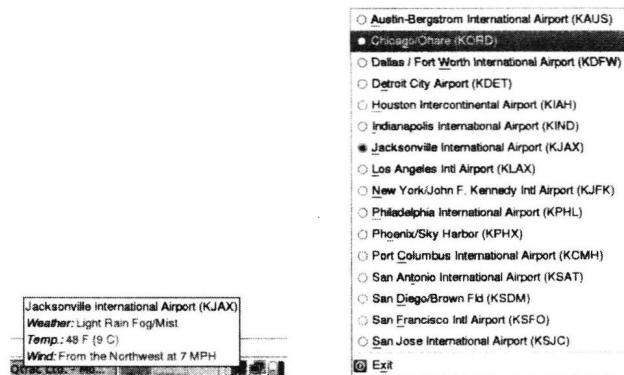 Austin-Bergstrom International Airport (KAUS)
Chicago/Ohare (KORD)
Dallas / Fort Worth International Airport (KDFW)
Detroit City Airport (KDET)
Houston Intercontinental Airport (KIAH)
Indianapolis International Airport (KIND)
Jacksonville International Airport (KJAX)
Los Angeles Intl Airport (KLAX)
New York/John F. Kennedy Intl Airport (KJFK)
Philadelphia International Airport (KPHL)
Phoenix/Sky Harbor (KPHX)
Port Columbus International Airport (KCMH)
San Antonio International Airport (KSAT)
San Diego/Brown Fld (KSDM)
San Francisco Intl Airport (KSFO)
San Jose International Airport (KSJC)
Exit
Jacksonville International Airport (KJAX)
Weather: Light Rain Fog/Mist
Temp.: 48 F (9 C)
Wind: From the Northwest at 7 MPH
Qtrac Ltd. - Mo...